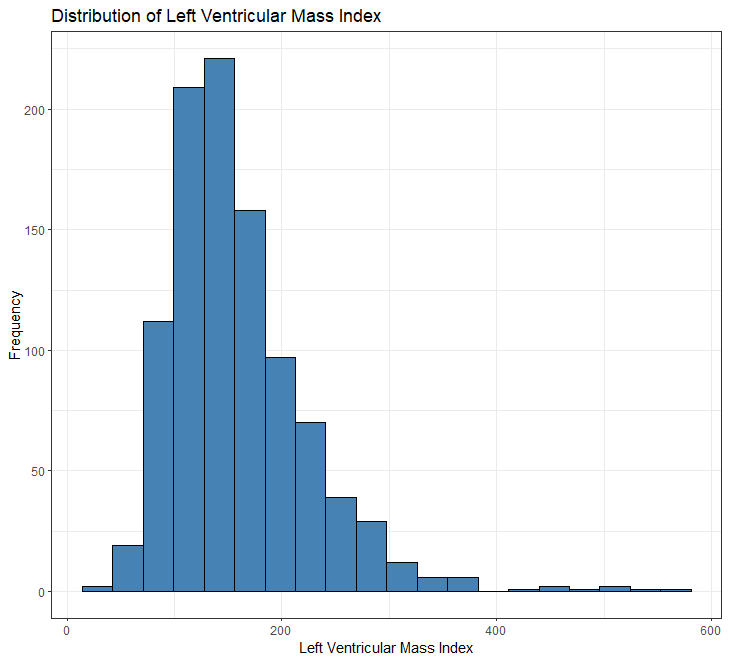 Distribution of Left Ventricular Mass Index
Frequency
200
150
100
50
0
0 200 400 600
Left Ventricular Mass Index